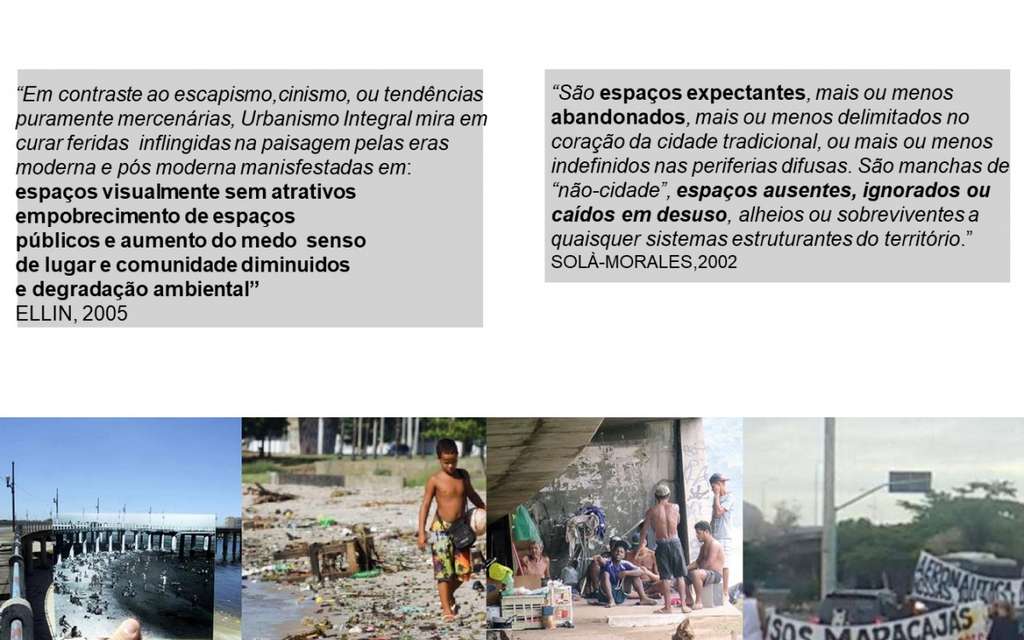 “Em contraste ao escapismo,cinismo, ou tendências
puramente mercenárias, Urbanismo Integral mira em
curar feridas inflingidas na paisagem pelas eras
moderna e pós moderna manisfestadas em:
espaços visualmente sem atrativos
empobrecimento de espaços
públicos e aumento do medo senso
de lugar e comunidade diminuidos
e degradação ambiental”
ELLIN, 2005
“São espaços expectantes, mais ou menos
abandonados, mais ou menos delimitados no
coração da cidade tradicional, ou mais ou menos
indefinidos nas periferias difusas. São manchas de
“não-cidade”, espaços ausentes, ignorados ou
caídos em desuso, alheios ou sobreviventes a
quaisquer sistemas estruturantes do território.”
SOLÀ-MORALES,2002
AERONAUTICA
SOS MARACAJAS